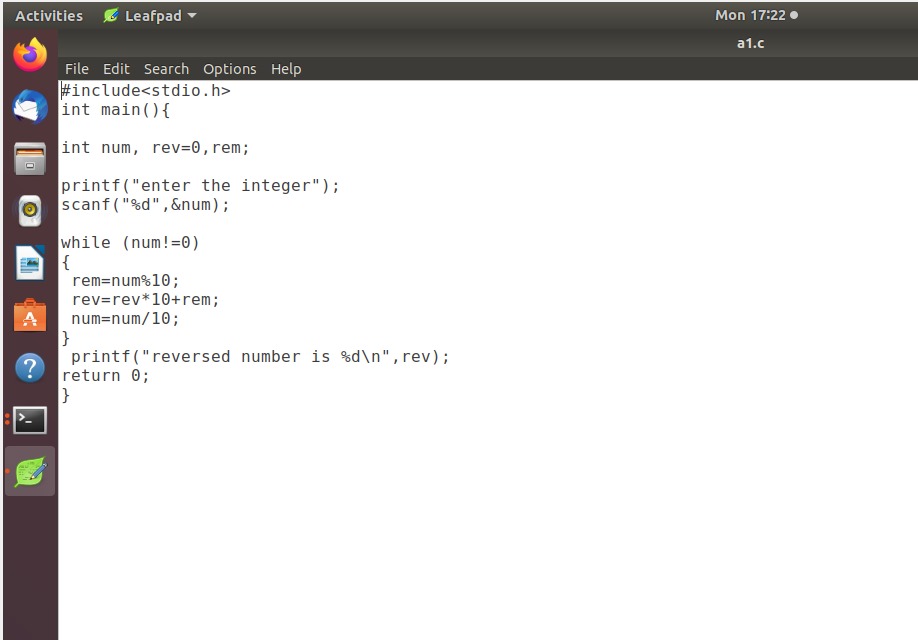 Activities Leafpad Mon 17:22
a1.c
File Edit Search Options Help
#include<stdio.h>
int main(){
int num, rev=0,rem;
printf("enter the integer");
scanf("%d",&num);
while (num!=0)
{
rem=num%10;
rev=rev*10+rem;
num=num/10;
}
printf("reversed number is %d\n",rev);
return 0;
}